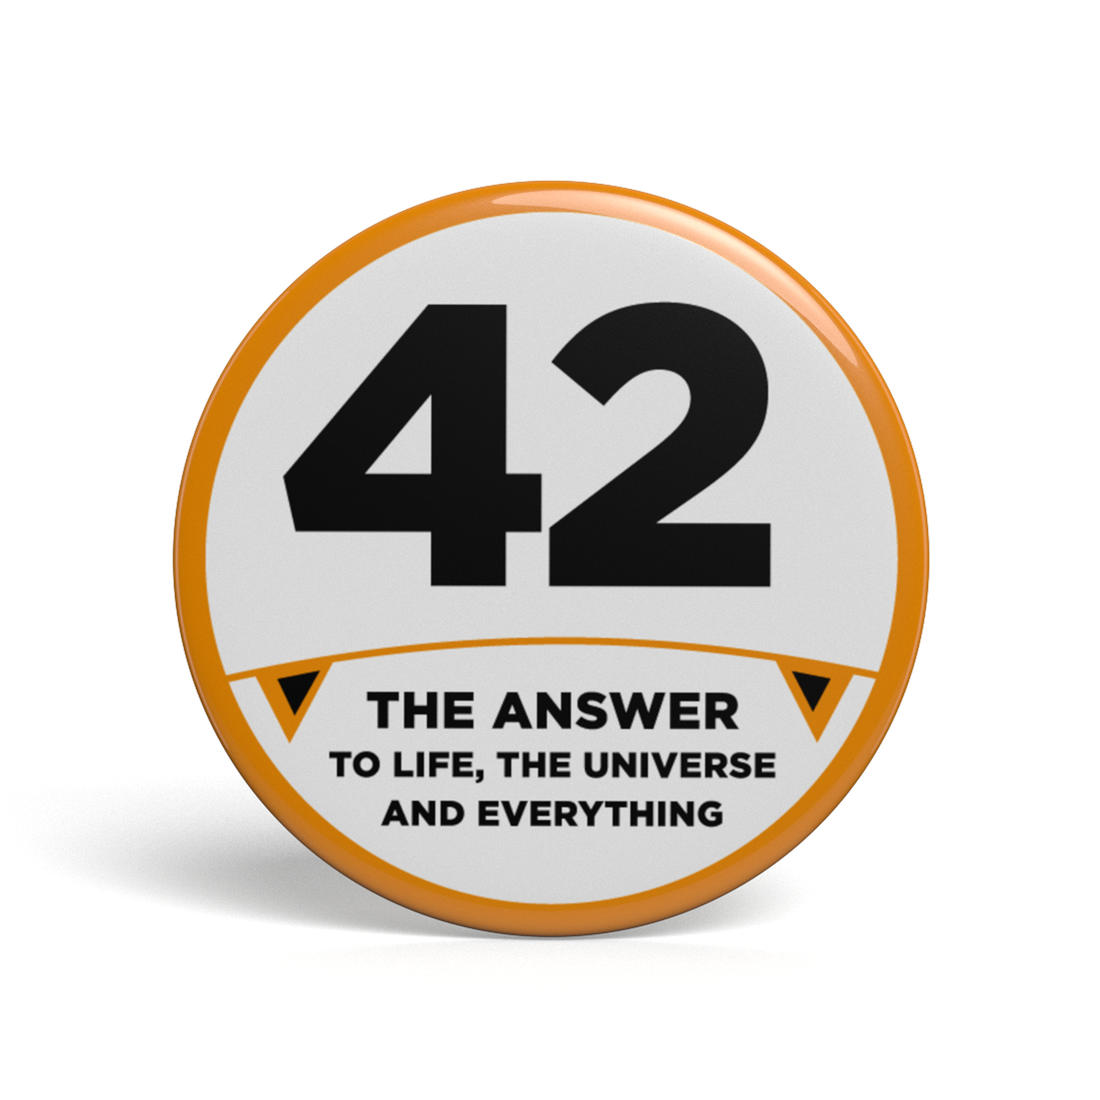 42
THE ANSWER
TO LIFE, THE UNIVERSE
AND EVERYTHING